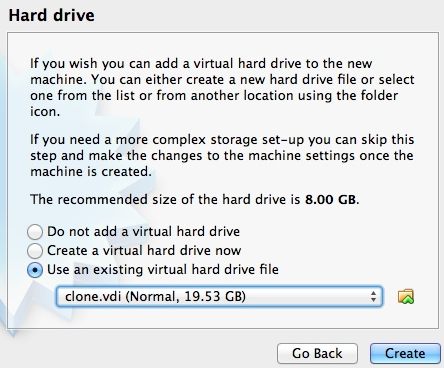 Hard drive
If you wish you can add a virtual hard drive to the new
machine. You can either create a new hard drive file or select
one from the list or from another location using the folder
icon.
If you need a more complex storage set-up you can skip this
step and make the changes to the machine settings once the
machine is created.
The recommended size of the hard drive is 8.00 GB.
Do not add a virtual hard drive
Create a virtual hard drive now
Use an existing virtual hard drive file
clone.vdi (Normal, 19.53 GB)
Go Back
Create